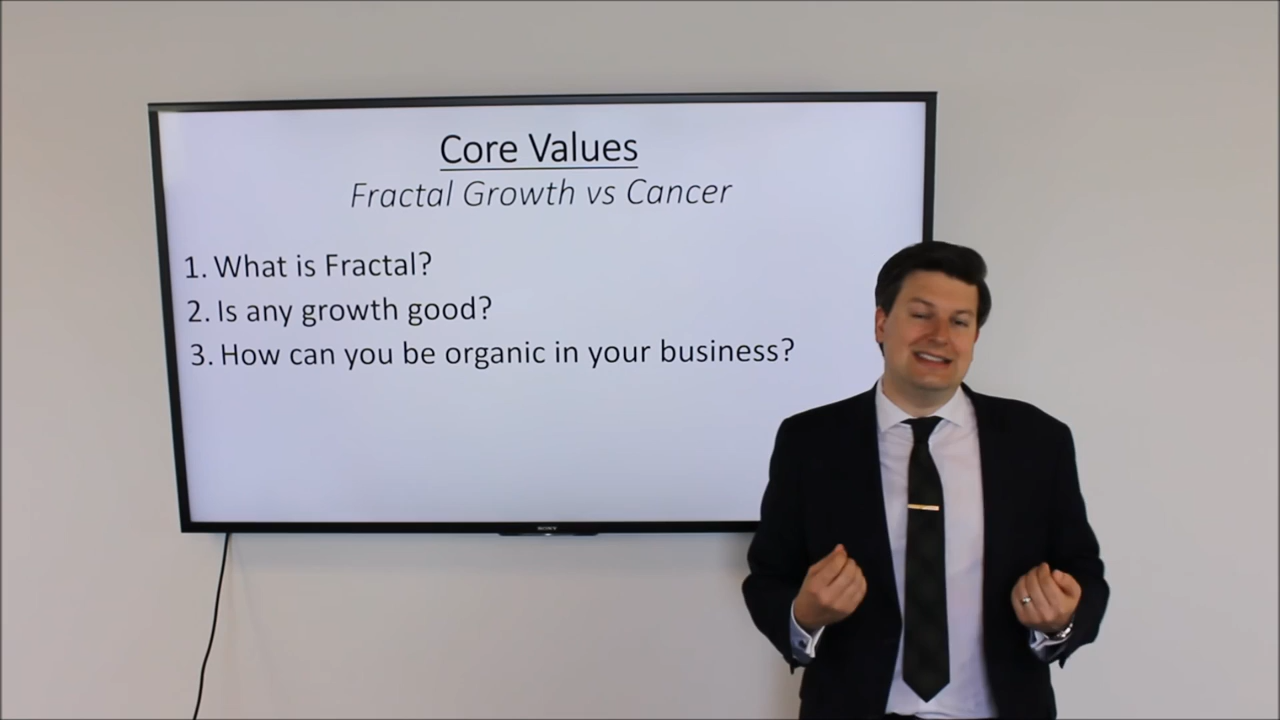 Core Values
Fractal Growth vs Cancer
1. What is Fractal?
2. Is any growth good?
3. How can you be organic in your business?
SONY